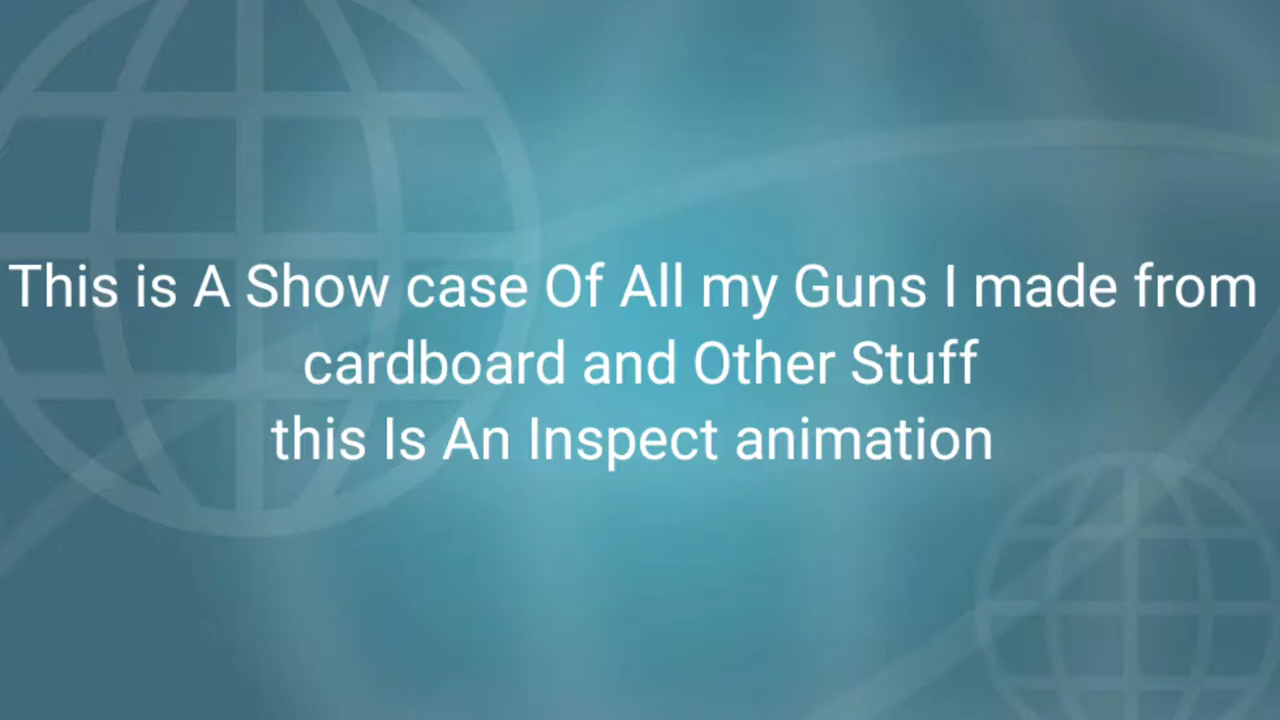 This is A Show case Of All my Guns I made from
cardboard and Other Stuff
this Is An Inspect animation